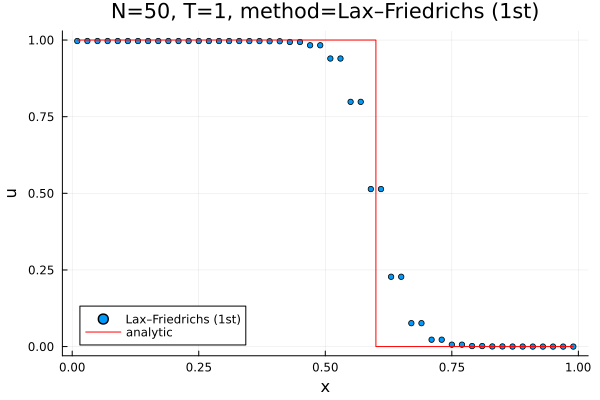 N=50, T=1, method=Lax–Friedrichs (1st)
1.00
0.75
0.50
0.25
0.00
u
Lax–Friedrichs (1st)
analytic
0.00 0.25 0.50 0.75 1.00
x